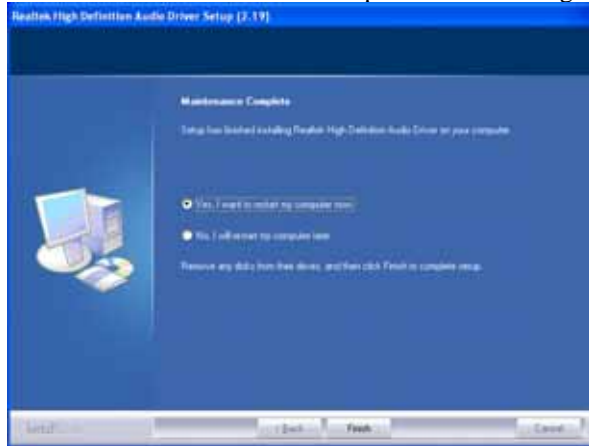 Realtek High Definition Audio Driver Setup (2.19)
Maintenance Complete
Setup has finished installing Realtek High Definition Audio Driver on your computer.
Yes, I want to restart my computer now.
No, I will restart my computer later.
Remove any disks from their drives, and then click Finish to complete setup.
< Back
Finish
Cancel